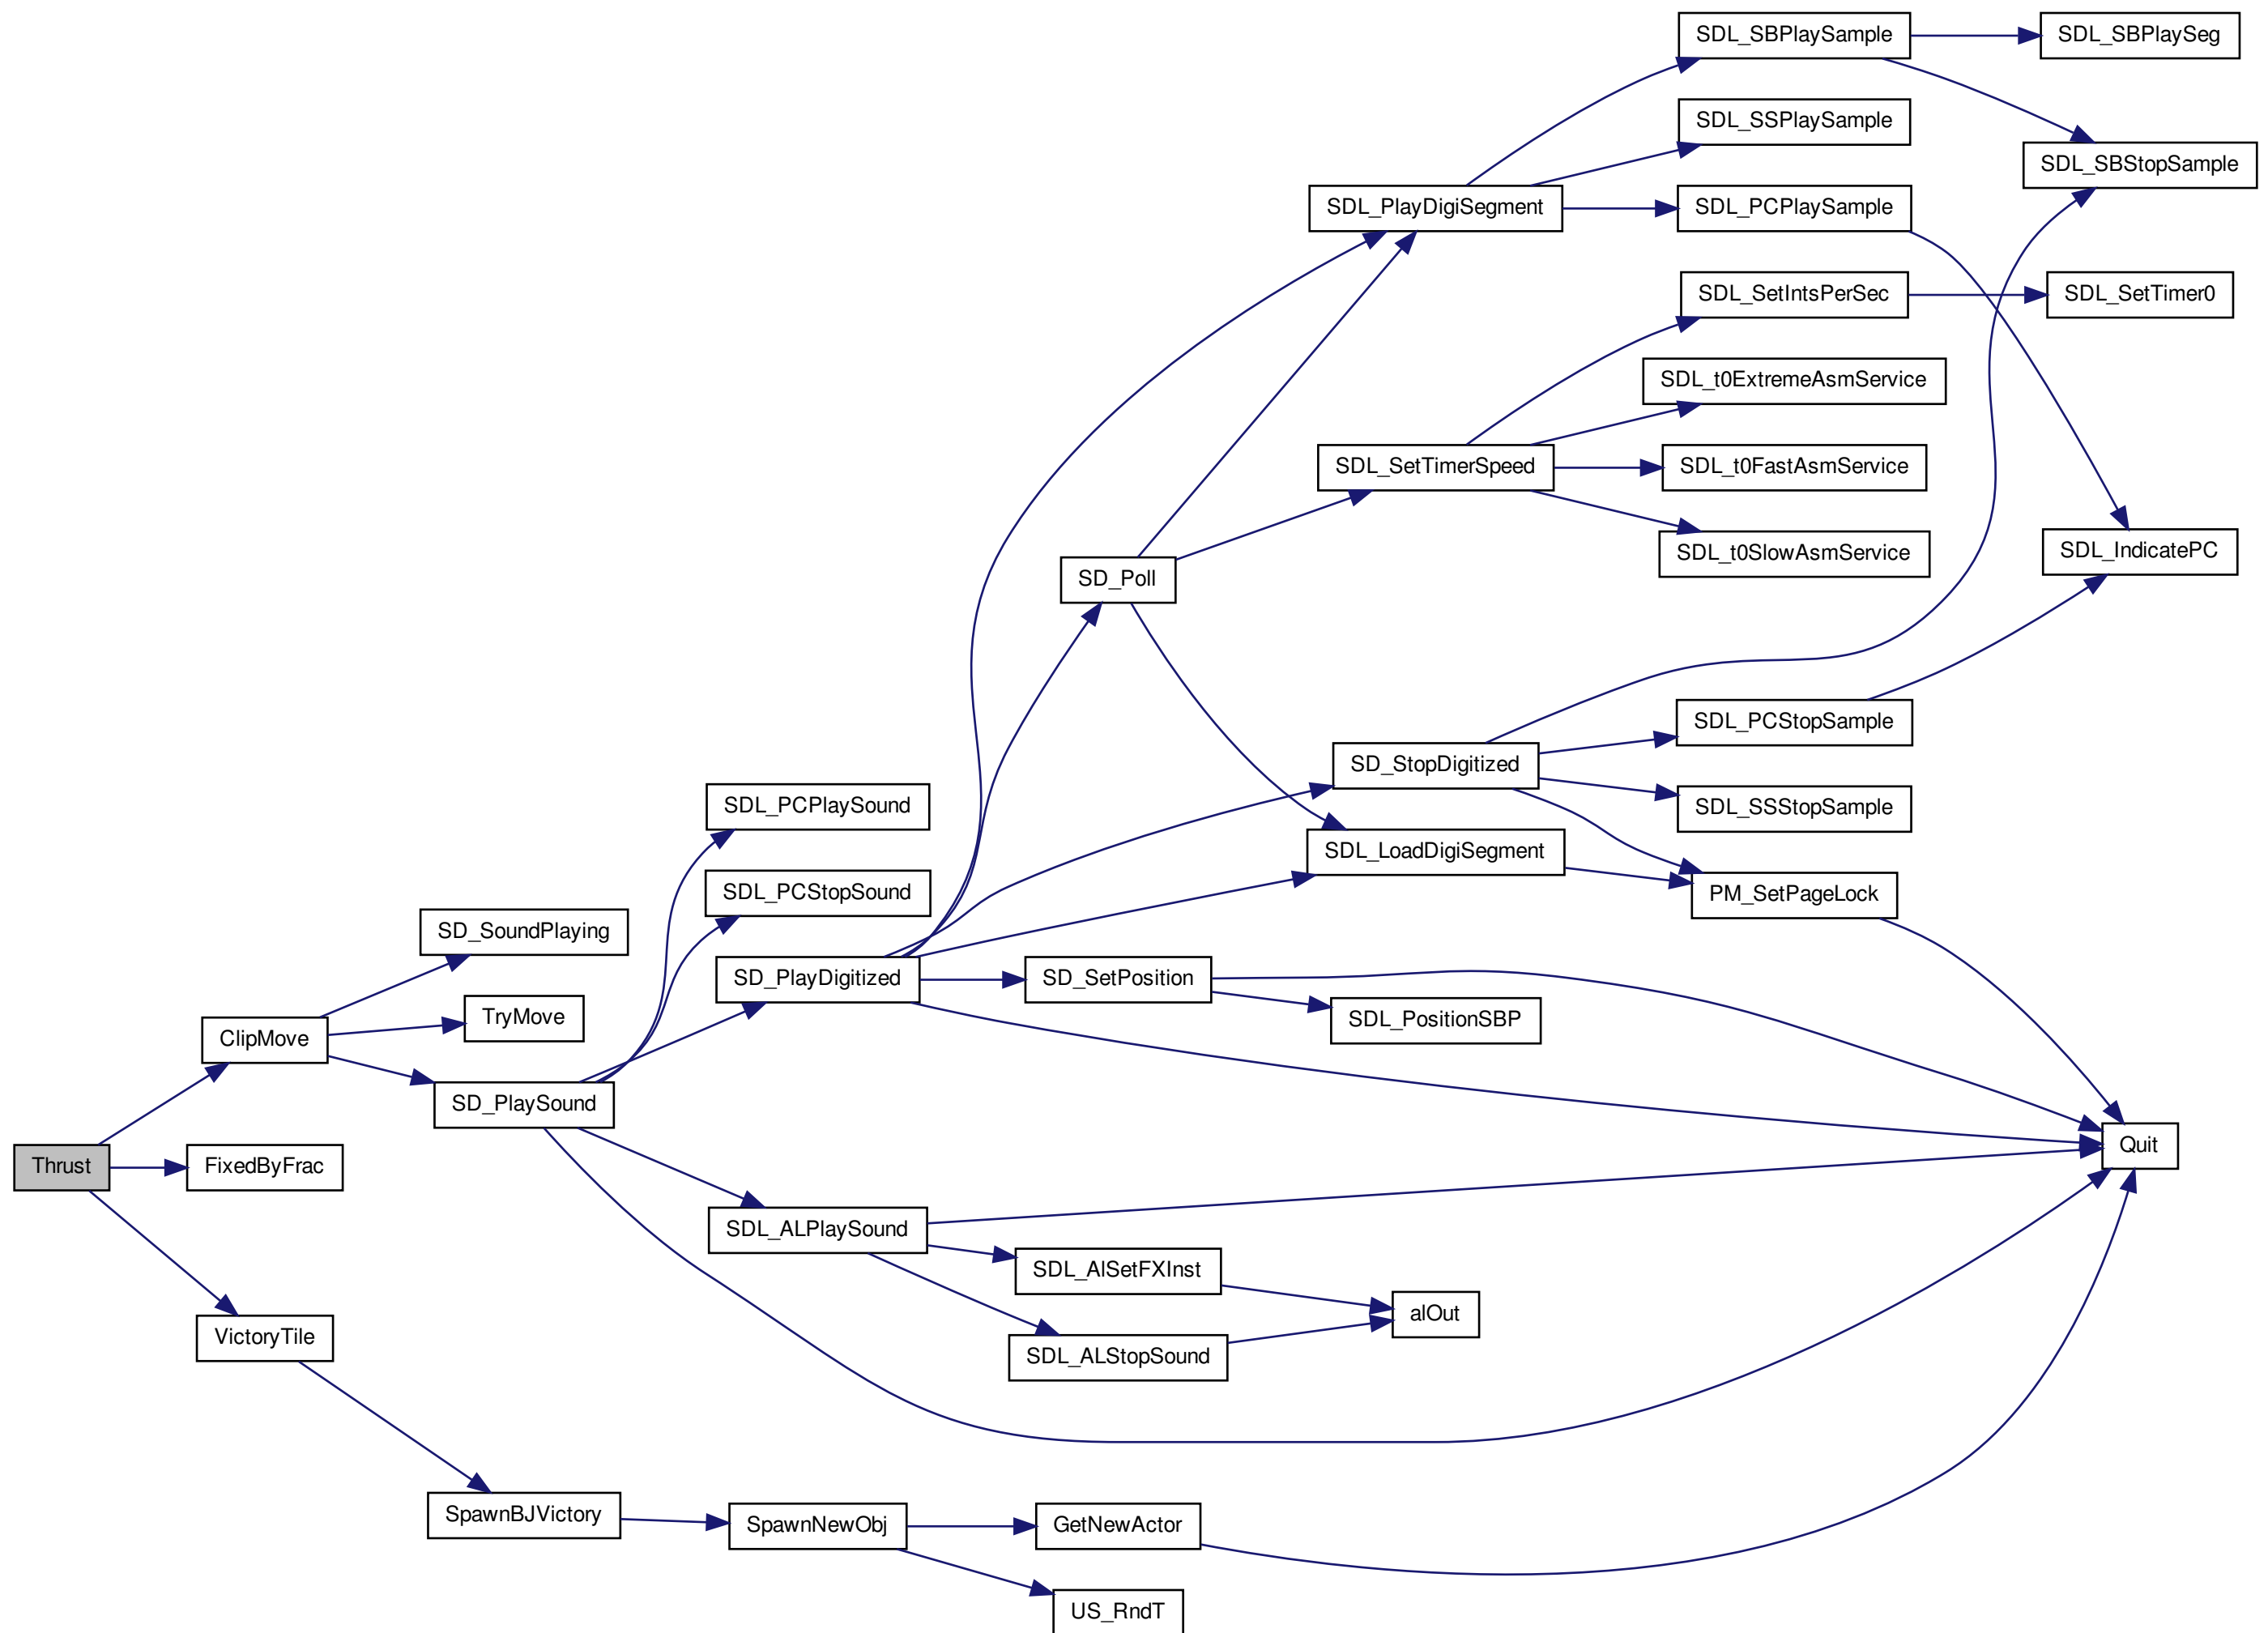 SDL_SBPlaySample
SDL_SBPlaySeg
SDL_SSPlaySample
SDL_SBStopSample
SDL_PlayDigiSegment
SDL_PCPlaySample
SDL_SetIntsPerSec
SDL_SetTimer0
SDL_t0ExtremeAsmService
SDL_SetTimerSpeed
SDL_t0FastAsmService
SDL_t0SlowAsmService
SDL_IndicatePC
SD_Poll
SDL_PCStopSample
SD_StopDigitized
SDL_PCPlaySound
SDL_SSStopSample
SDL_LoadDigiSegment
SDL_PCStopSound
PM_SetPageLock
SD_SoundPlaying
SD_PlayDigitized
SD_SetPosition
TryMove
SDL_PositionSBP
ClipMove
SD_PlaySound
Quit
Thrust
FixedByFrac
SDL_ALPlaySound
SDL_AlSetFXInst
alOut
VictoryTile
SDL_ALStopSound
SpawnBJVictory
SpawnNewObj
GetNewActor
US_RndT